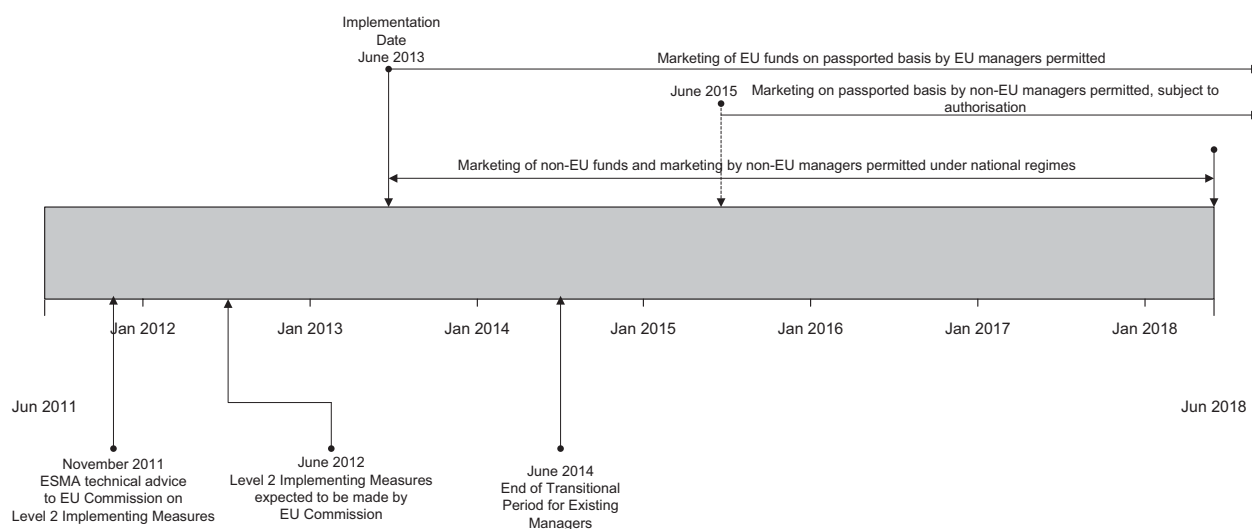 Implementation
Date
June 2013
Marketing of EU funds on passported basis by EU managers permitted
June 2015
Marketing on passported basis by non-EU managers permitted, subject to
authorisation
Marketing of non-EU funds and marketing by non-EU managers permitted under national regimes
Jan 2012
Jan 2013
Jan 2014
Jan 2015
Jan 2016
Jan 2017
Jan 2018
Jun 2011
Jun 2018
November 2011
ESMA technical advice
to EU Commission on
Level 2 Implementing Measures
June 2012
Level 2 Implementing Measures
expected to be made by
EU Commission
June 2014
End of Transitional
Period for Existing
Managers